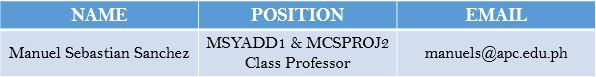 NAME POSITION EMAIL
Manuel Sebastian Sanchez MSYADD1 & MCSPROJ2 Class Professor manuels@apc.edu.ph